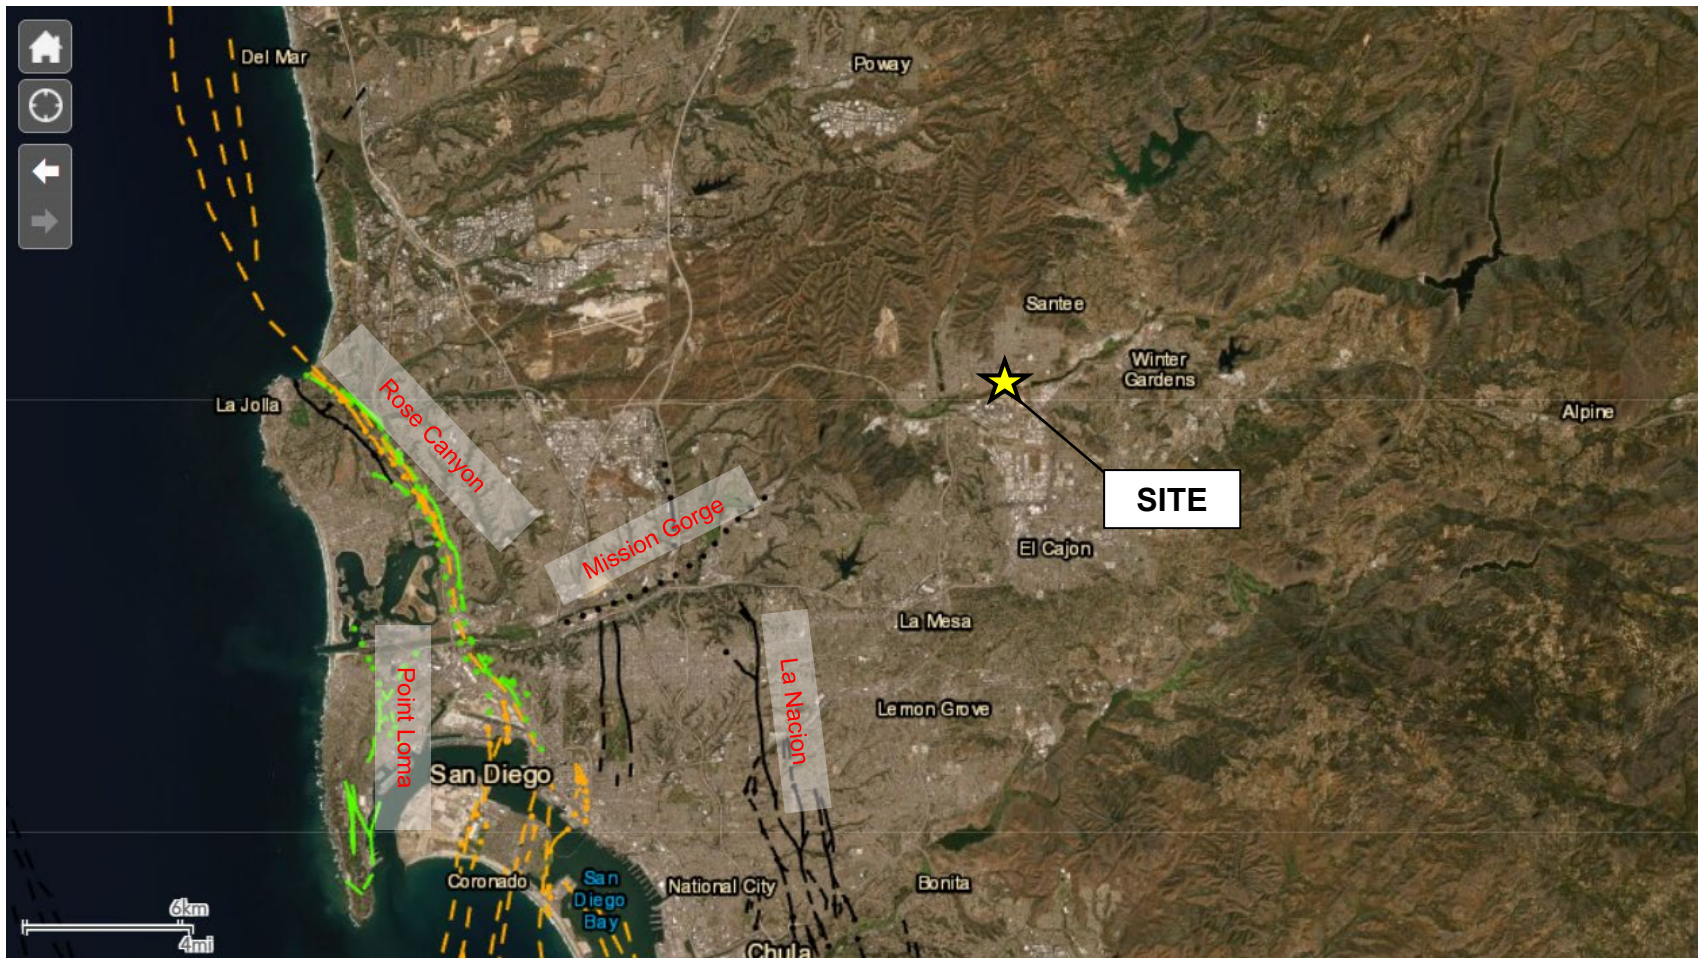 Del Mar
Poway
Santee
Winter
Gardens
La Jolla
Alpine
Rose Canyon
SITE
Mission Gorge
El Cajon
La Mesa
La Nacion
Point Loma
Lemon Grove
San Diego
Coronado
San
Diego
Bay
National City
Bonita
6km
4mi
Chula